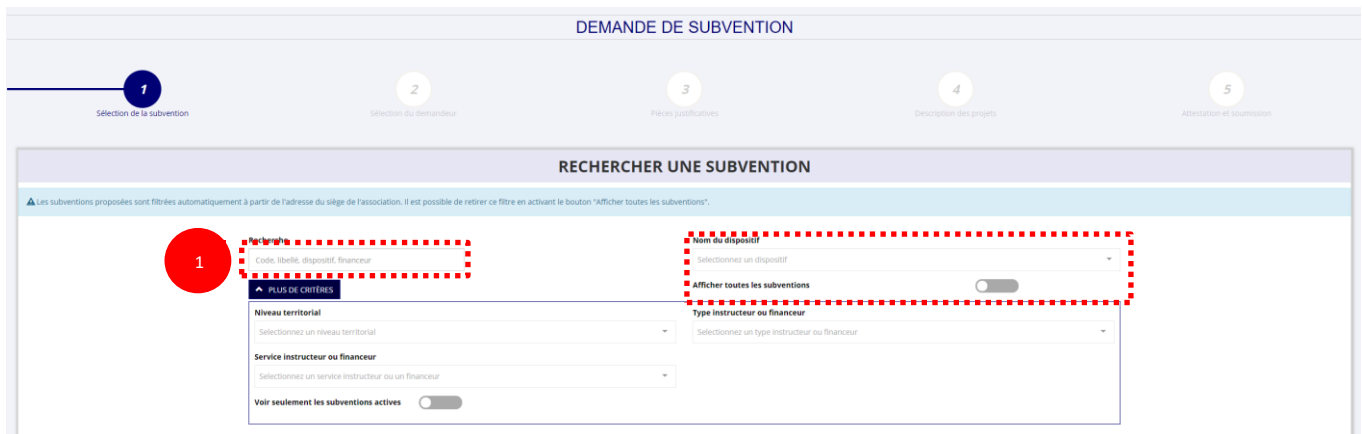 DEMANDE DE SUBVENTION
1
2
3
4
5
Sélection de la subvention
Sélection du demandeur
Pièces justificatives
Description des projets
Attestation et soumission
RECHERCHER UNE SUBVENTION
Les subventions proposées sont filtrées automatiquement à partir de l'adresse du siège de l'association. Il est possible de retirer ce filtre en activant le bouton "Afficher toutes les subventions".
1
Recherche
Code, libellé, dispositif, financeur
Nom du dispositif
Selectionnez un dispositif
PLUS DE CRITÈRES
Afficher toutes les subventions
Niveau territorial
Selectionnez un niveau territorial
Type instructeur ou financeur
Selectionnez un type instructeur ou financeur
Service instructeur ou financeur
Selectionnez un service instructeur ou un financeur
Voir seulement les subventions actives